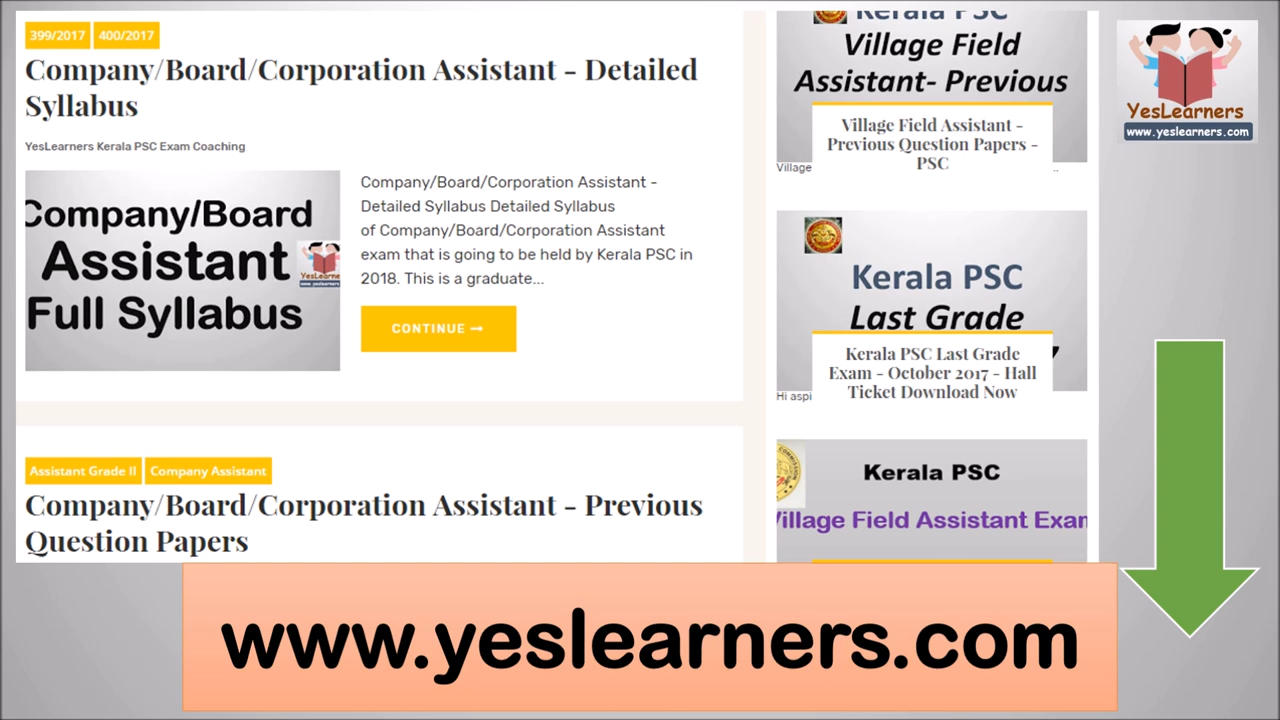 399/2017 400/2017
Company/Board/Corporation Assistant - Detailed
Syllabus
YesLearners Kerala PSC Exam Coaching
Company/Board
Assistant
Full Syllabus
YesLearne
Company/Board/Corporation Assistant -
Detailed Syllabus Detailed Syllabus
of Company/Board/Corporation Assistant
exam that is going to be held by Kerala PSC in
2018. This is a graduate...
CONTINUE
Assistant Grade II Company Assistant
Company/Board/Corporation Assistant - Previous
Question Papers
Kerala PSC
Village Field
Assistant- Previous
Village Field Assistant -
Previous Question Papers -
PSC
Village ..
Kerala PSC
Last Grade
Kerala PSC Last Grade
Exam - October 2017 - Hall
Ticket Download Now
Hi aspi
Kerala PSC
Village Field Assistant Exam
YesLearners
www.yeslearners.com
www.yeslearners.com